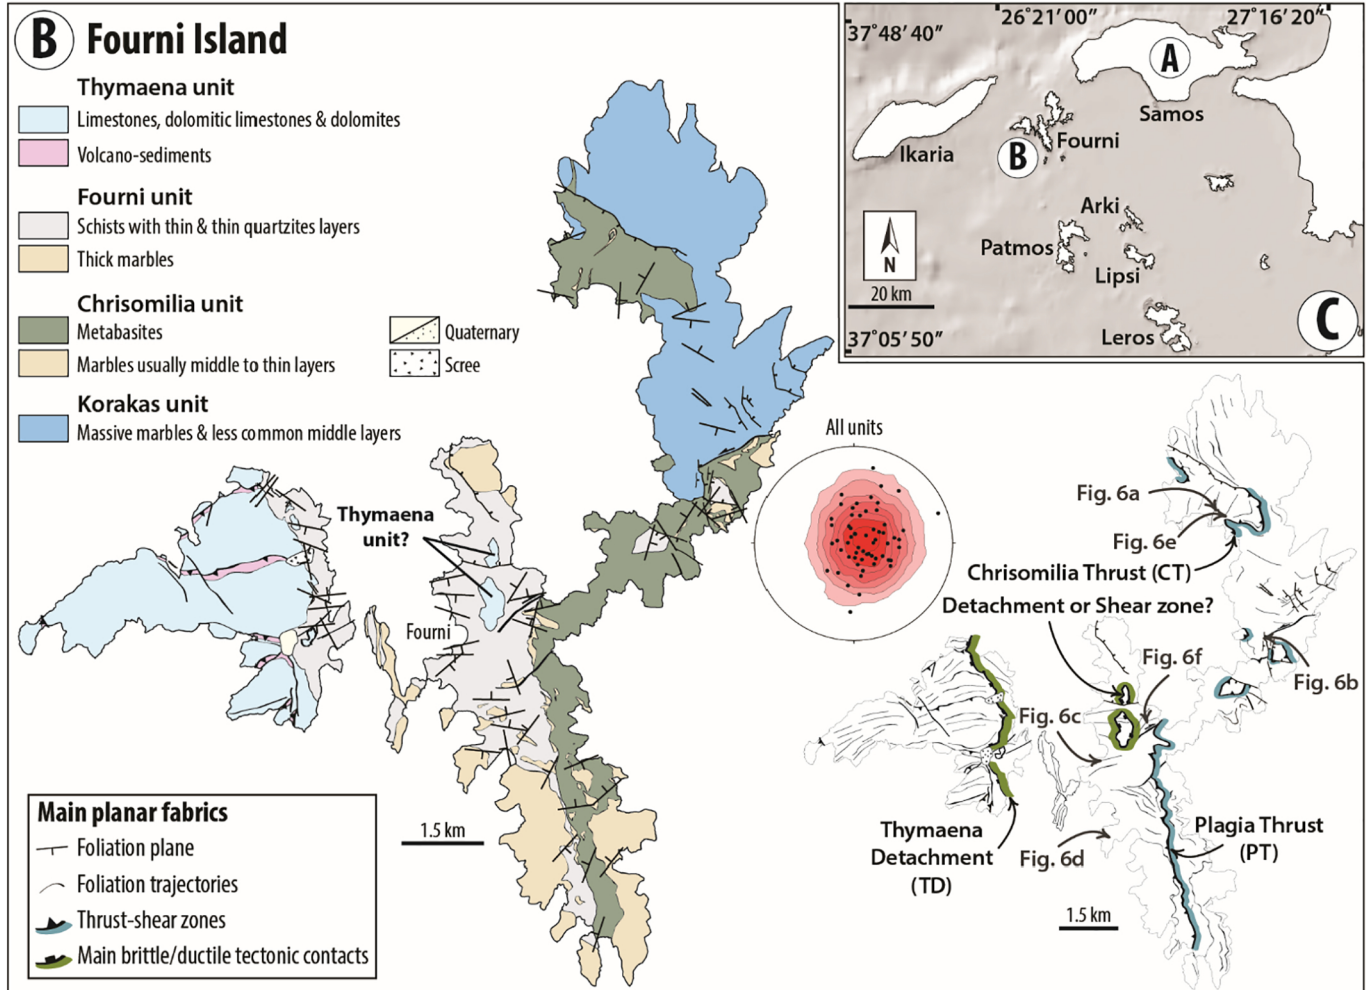 B Fourni Island
Thymaena unit
Limestones, dolomitic limestones & dolomites
Volcano-sediments
Fourni unit
Schists with thin & thin quartzites layers
Thick marbles
Chrisomilia unit
Metabasites
Marbles usually middle to thin layers
Korakas unit
Massive marbles & less common middle layers
Quaternary
Scree
Thymaena
unit?
Fourni
1.5 km
Main planar fabrics
Foliation plane
Foliation trajectories
Thrust-shear zones
Main brittle/ductile tectonic contacts
All units
26°21'00"
27°16'20"
37°48'40"
A
Samos
Ikaria
B
Fourni
Arki
Patmos
Lipsi
N
20 km
Leros
37°05'50"
C
Fig. 6a
Fig. 6e
Chrisomilia Thrust (CT)
Detachment or Shear zone?
Fig. 6f
Fig. 6b
Fig. 6c
Thymaena
Detachment
(TD)
Fig. 6d
Plagia Thrust
(PT)
1.5 km